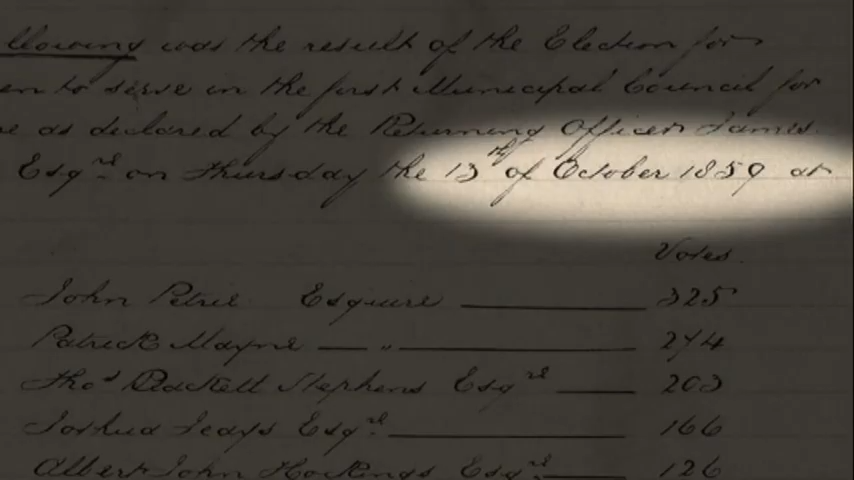 llowing was the result of the Election for
en to serve in the first Municipal Council for
e as declared by the Returning Officer James
Esqre on Thursday the 13th of October 1859 at
Votes.
John Petrie Esquire 325
Patrick Mayne — „ — 274
Thos Blackett Stephens Esqre 203
Joshua Jeays Esqre 166
Albert John Hockings Esqre 126